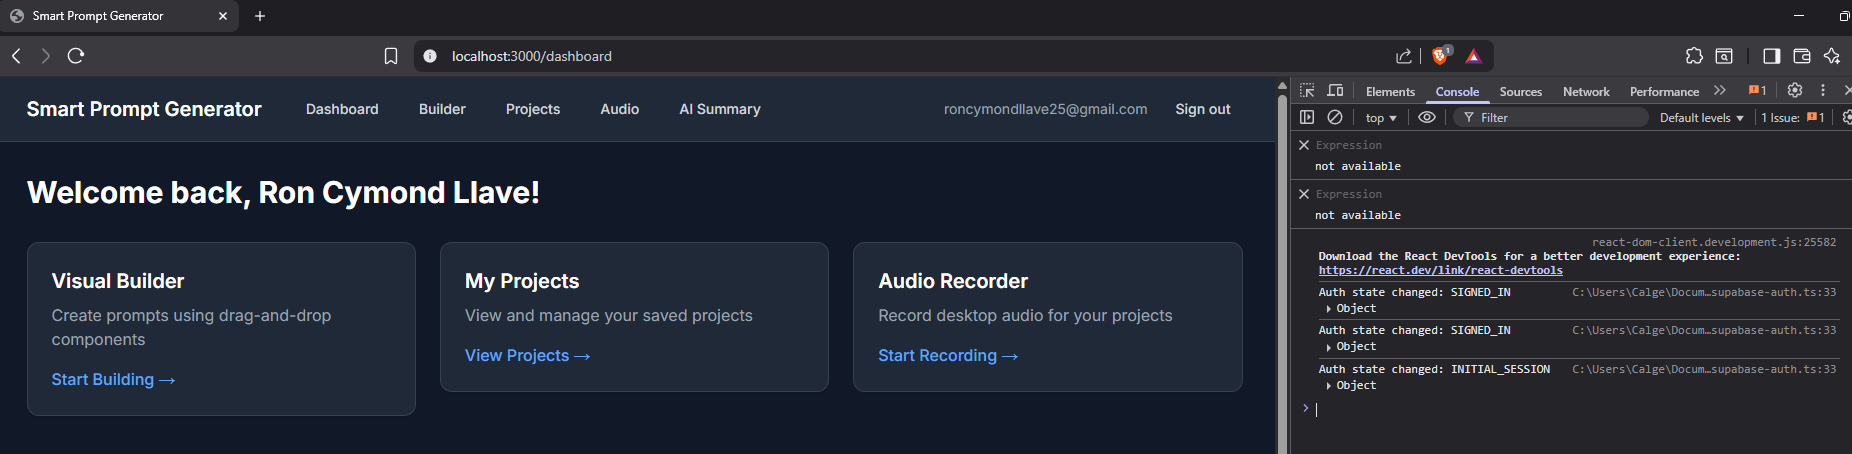 Smart Prompt Generator
localhost:3000/dashboard
1
Smart Prompt Generator
Dashboard
Builder
Projects
Audio
AI Summary
roncymondllave25@gmail.com
Sign out
Welcome back, Ron Cymond Llave!
Visual Builder
Create prompts using drag-and-drop
components
Start Building →
My Projects
View and manage your saved projects
View Projects →
Audio Recorder
Record desktop audio for your projects
Start Recording →
Elements
Console
Sources
Network
Performance
1
top
Filter
Default levels
1 Issue:
1
Expression
not available
Expression
not available
react-dom-client.development.js:25582
Download the React DevTools for a better development experience:
https://react.dev/link/react-devtools
Auth state changed: SIGNED_IN C:\Users\Calge\Docum…supabase-auth.ts:33
Object
Auth state changed: SIGNED_IN C:\Users\Calge\Docum…supabase-auth.ts:33
Object
Auth state changed: INITIAL_SESSION C:\Users\Calge\Docum…supabase-auth.ts:33
Object